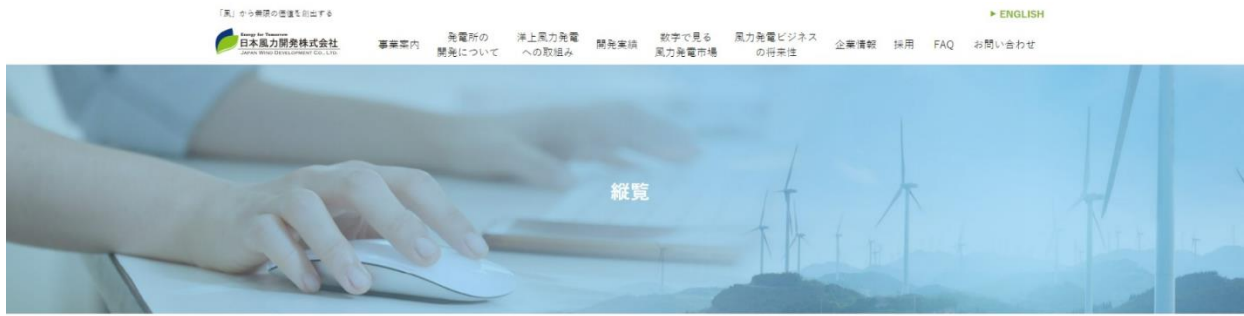 「風」から無限の価値を創出する
▶ ENGLISH
Energy for Tomorrow
日本風力開発株式会社
JAPAN WIND DEVELOPMENT CO., LTD.
事業案内
発電所の
開発について
洋上風力発電
への取組み
開発実績
数字で見る
風力発電市場
風力発電ビジネス
の将来性
企業情報
採用
FAQ
お問い合わせ
縦覧